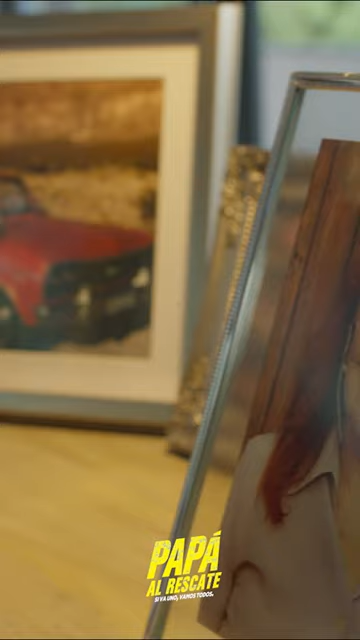 PAPÁ
AL RESCATE
SI VA UNO, VAMOS TODOS.